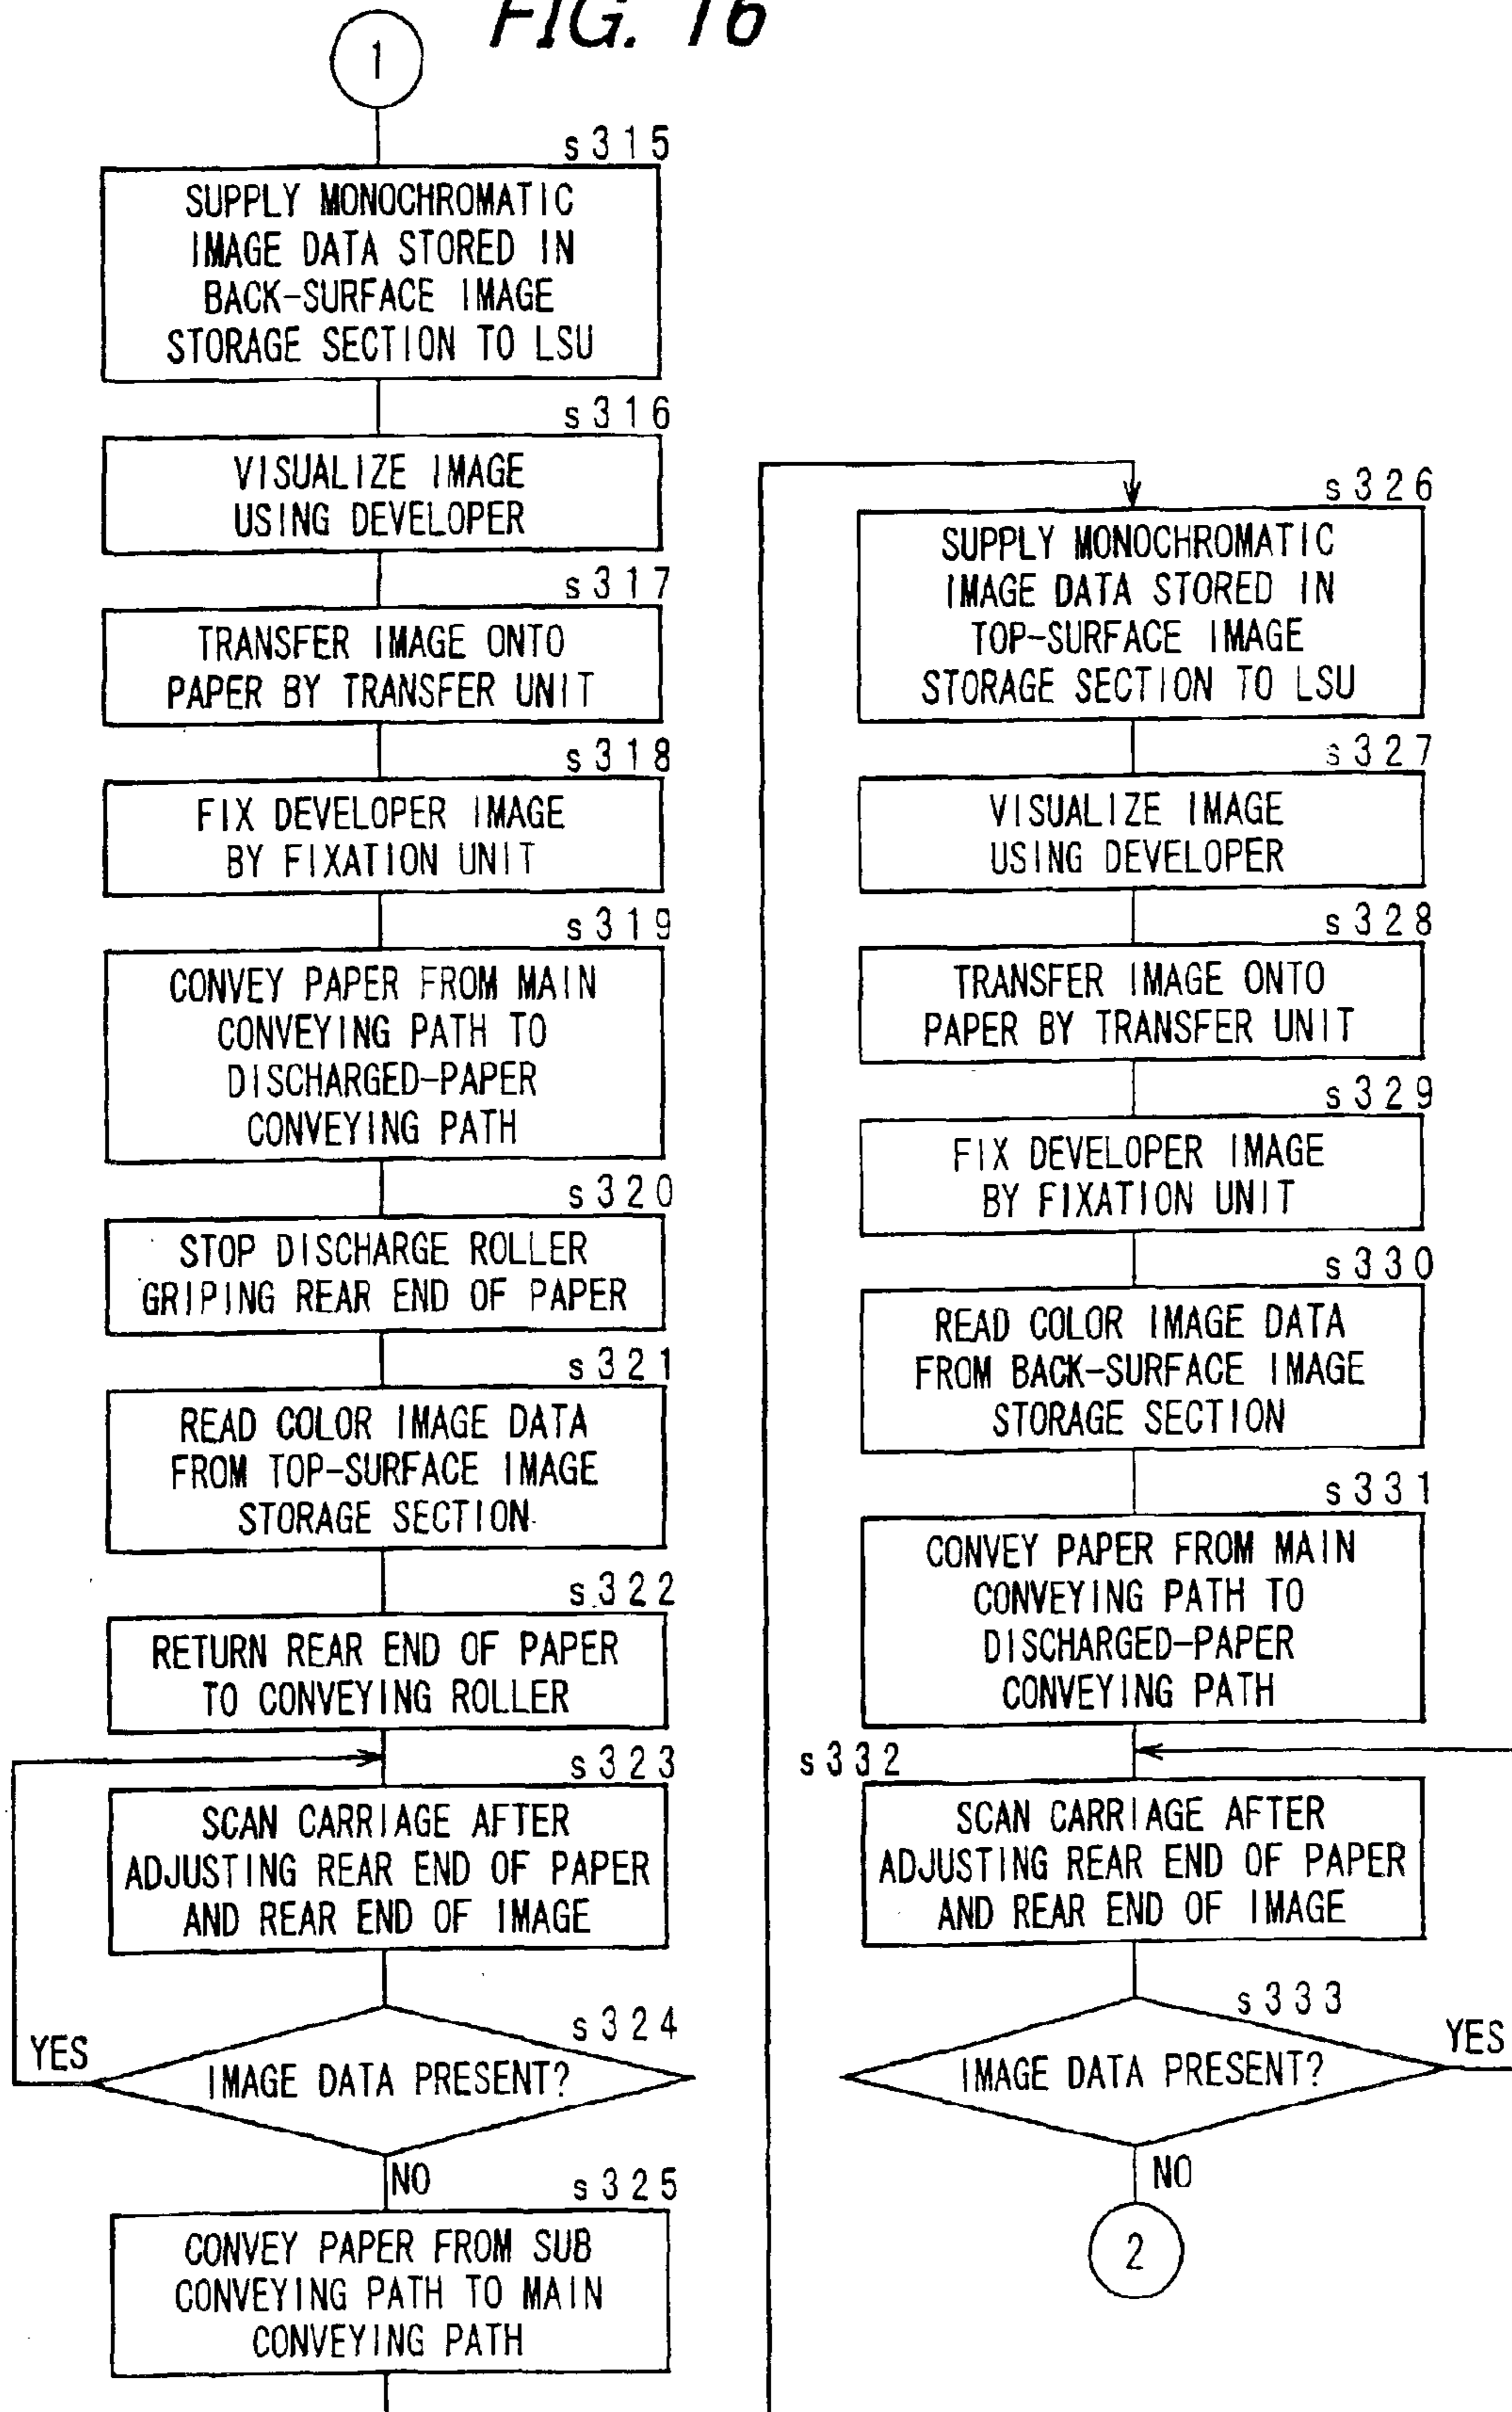 FIG. 16
1
s315
SUPPLY MONOCHROMATIC
IMAGE DATA STORED IN
BACK-SURFACE IMAGE
STORAGE SECTION TO LSU
s316
VISUALIZE IMAGE
USING DEVELOPER
s317
TRANSFER IMAGE ONTO
PAPER BY TRANSFER UNIT
s318
FIX DEVELOPER IMAGE
BY FIXATION UNIT
s319
CONVEY PAPER FROM MAIN
CONVEYING PATH TO
DISCHARGED-PAPER
CONVEYING PATH
s320
STOP DISCHARGE ROLLER
GRIPING REAR END OF PAPER
s321
READ COLOR IMAGE DATA
FROM TOP-SURFACE IMAGE
STORAGE SECTION
s322
RETURN REAR END OF PAPER
TO CONVEYING ROLLER
s323
SCAN CARRIAGE AFTER
ADJUSTING REAR END OF PAPER
AND REAR END OF IMAGE
s324
YES
IMAGE DATA PRESENT?
NO
s325
CONVEY PAPER FROM SUB
CONVEYING PATH TO MAIN
CONVEYING PATH
s326
SUPPLY MONOCHROMATIC
IMAGE DATA STORED IN
TOP-SURFACE IMAGE
STORAGE SECTION TO LSU
s327
VISUALIZE IMAGE
USING DEVELOPER
s328
TRANSFER IMAGE ONTO
PAPER BY TRANSFER UNIT
s329
FIX DEVELOPER IMAGE
BY FIXATION UNIT
s330
READ COLOR IMAGE DATA
FROM BACK-SURFACE IMAGE
STORAGE SECTION
s331
CONVEY PAPER FROM MAIN
CONVEYING PATH TO
DISCHARGED-PAPER
CONVEYING PATH
s332
SCAN CARRIAGE AFTER
ADJUSTING REAR END OF PAPER
AND REAR END OF IMAGE
s333
YES
IMAGE DATA PRESENT?
NO
2